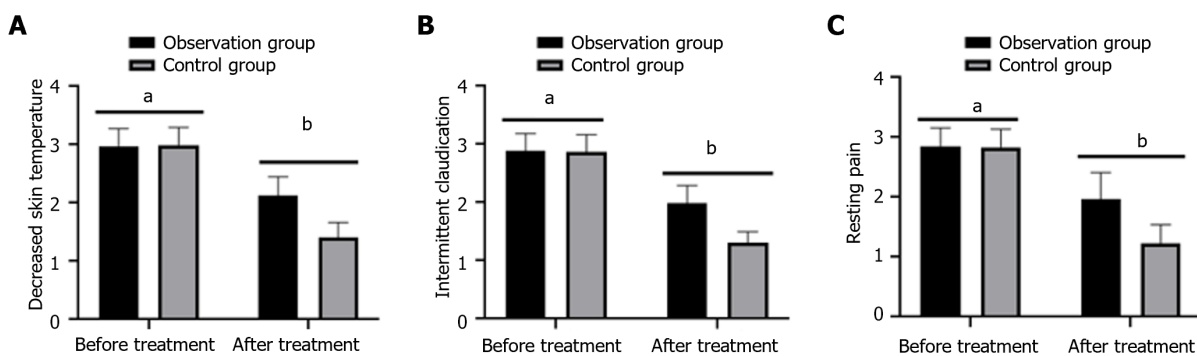 A
Observation group
Control group
Decreased skin temperature
4
3
2
1
0
a
b
Before treatment
After treatment
B
Observation group
Control group
Intermittent claudication
4
3
2
1
0
a
b
Before treatment
After treatment
C
Observation group
Control group
Resting pain
4
3
2
1
0
a
b
Before treatment
After treatment